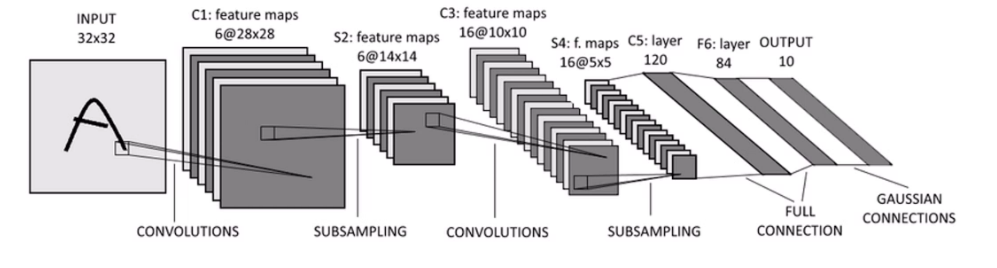 INPUT
32x32
C1: feature maps
6@28x28
S2: feature maps
6@14x14
C3: feature maps
16@10x10
S4: f. maps
16@5x5
C5: layer
120
F6: layer
84
OUTPUT
10
A
CONVOLUTIONS
SUBSAMPLING
CONVOLUTIONS
SUBSAMPLING
FULL
CONNECTION
GAUSSIAN
CONNECTIONS